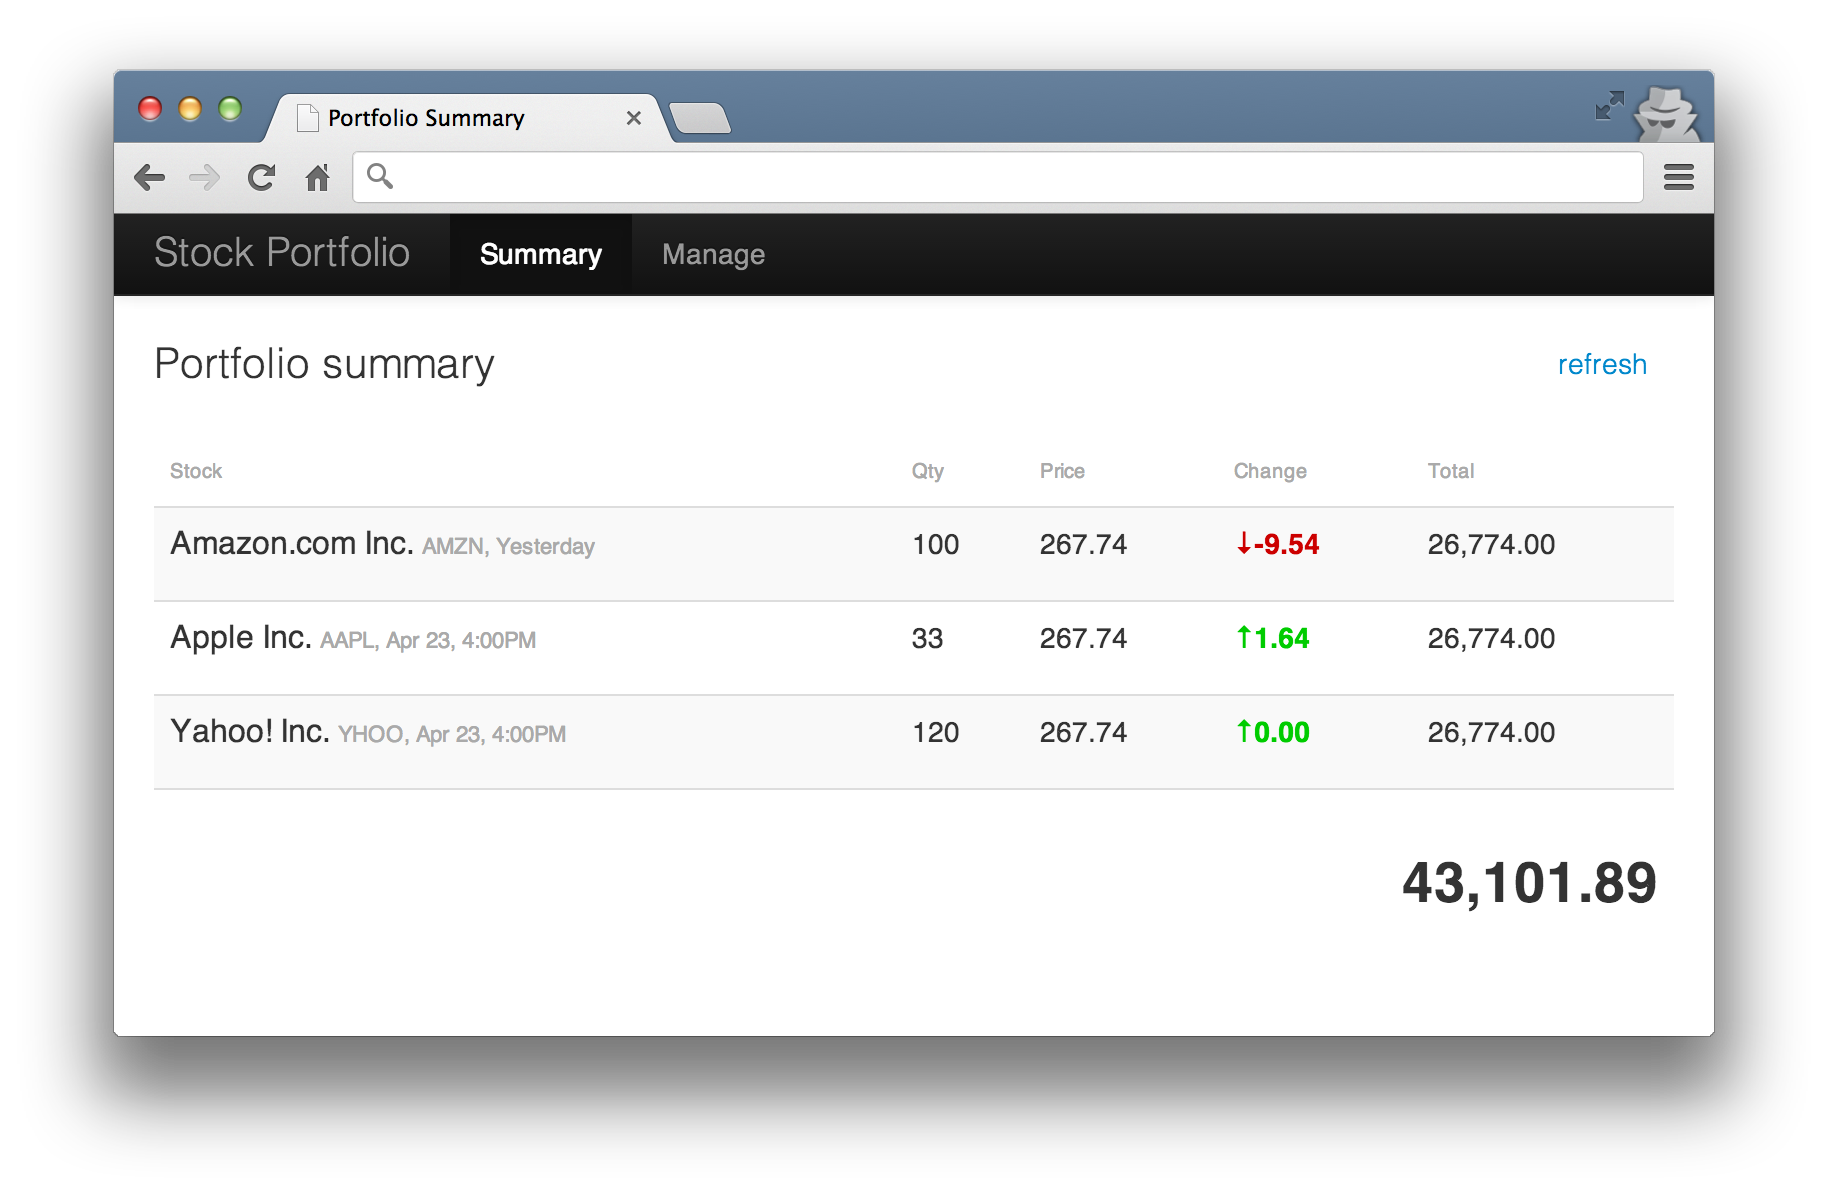 Portfolio Summary
Stock Portfolio Summary Manage
Portfolio summary refresh
Stock Qty Price Change Total
Amazon.com Inc. AMZN, Yesterday 100 267.74 ↓-9.54 26,774.00
Apple Inc. AAPL, Apr 23, 4:00PM 33 267.74 ↑1.64 26,774.00
Yahoo! Inc. YHOO, Apr 23, 4:00PM 120 267.74 ↑0.00 26,774.00
43,101.89